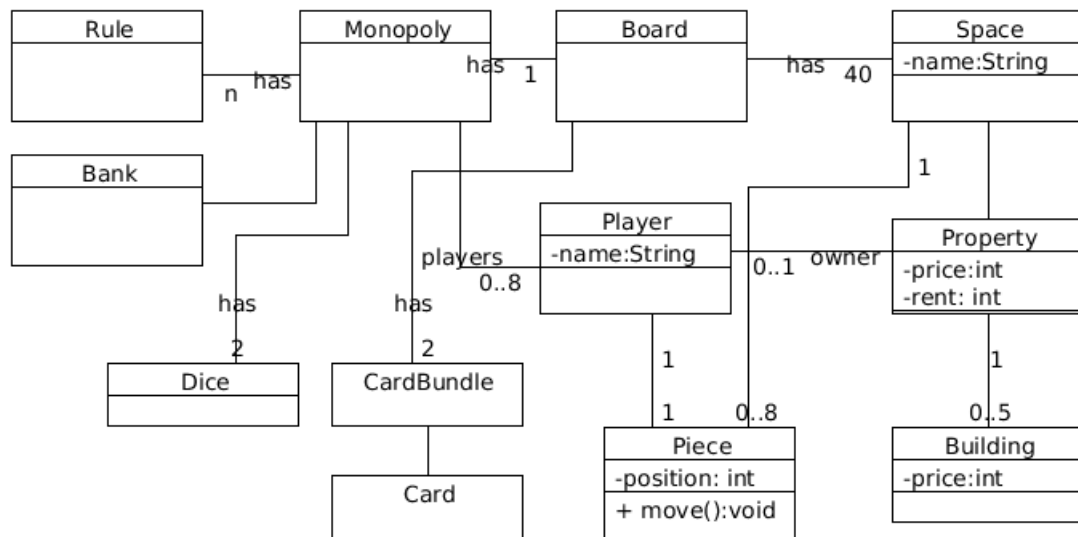 Rule
Monopoly
Board
Space
-name:String
has
n
has
1
has
40
Bank
1
Player
-name:String
Property
-price:int
-rent: int
players
0..8
0..1
owner
has
2
has
2
1
1
1
0..8
0..5
Dice
CardBundle
Card
Piece
-position: int
+ move():void
Building
-price:int